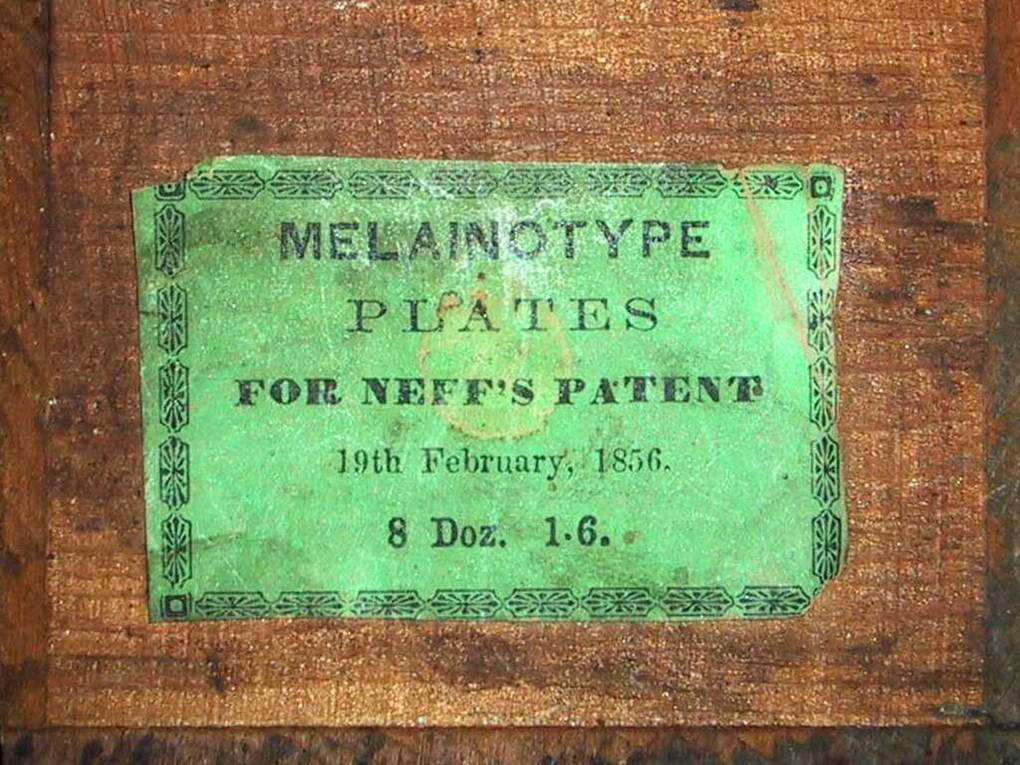 MELAINOTYPE
PLATES
FOR NEFF'S PATENT
19th February, 1856.
8 Doz. 1·6.